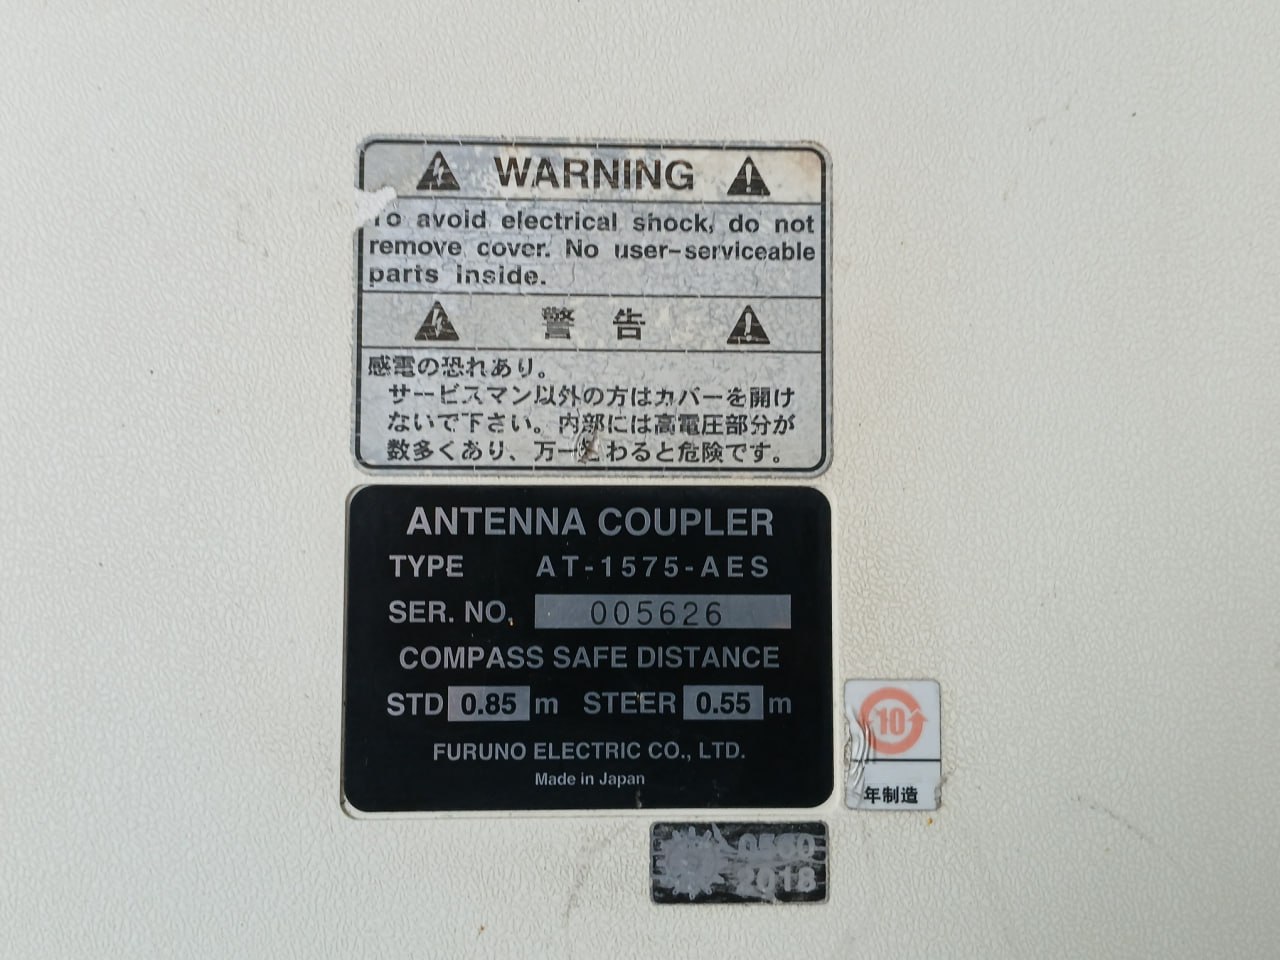 WARNING
To avoid electrical shock, do not
remove cover. No user-serviceable
parts inside.
警告
感電の恐れあり。
サービスマン以外の方はカバーを開け
ないで下さい。内部には高電圧部分が
数多くあり、万一さわると危険です。
ANTENNA COUPLER
TYPE AT-1575-AES
SER. NO. 005626
COMPASS SAFE DISTANCE
STD 0.85 m STEER 0.55 m
FURUNO ELECTRIC CO., LTD.
Made in Japan
10
年制造
0560
2018